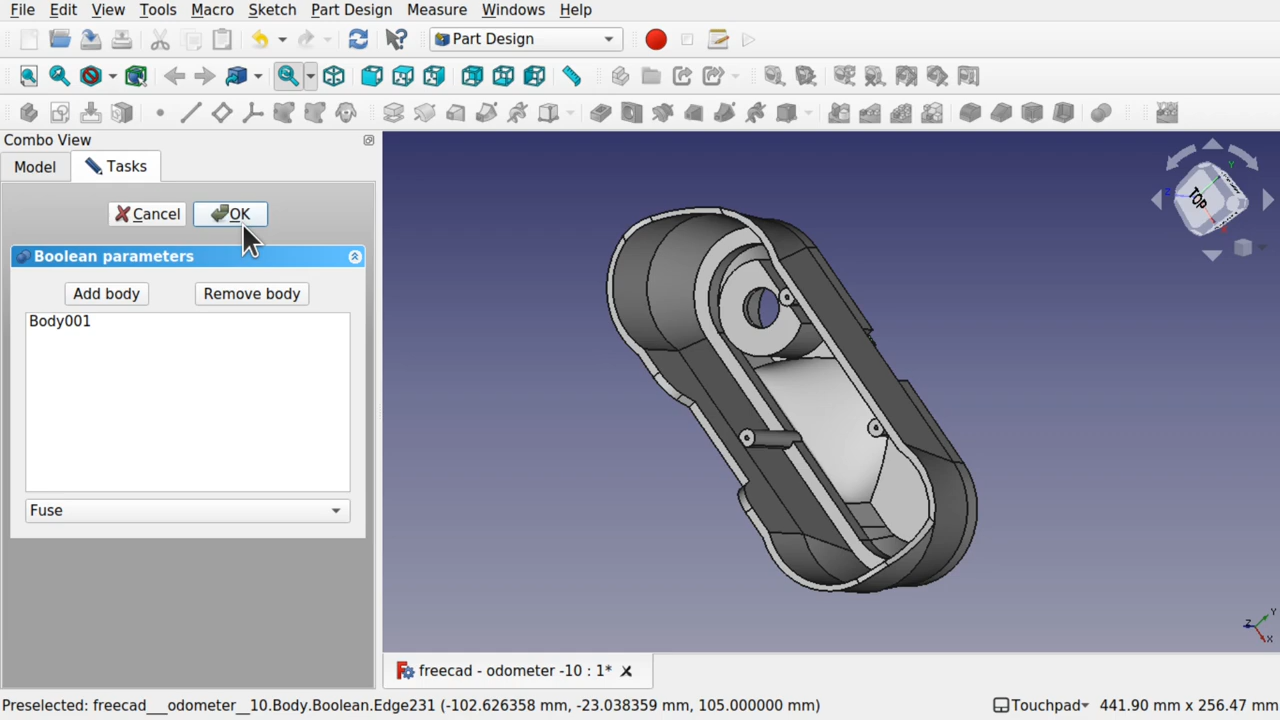 File Edit View Tools Macro Sketch Part Design Measure Windows Help
Part Design
Combo View
Model Tasks
Cancel OK
Boolean parameters
Add body Remove body
Body001
Fuse
TOP
Y
Z
X
Y
Z
X
freecad - odometer -10 : 1*
Preselected: freecad___odometer__10.Body.Boolean.Edge231 (-102.626358 mm, -23.038359 mm, 105.000000 mm) Touchpad 441.90 mm x 256.47 mm